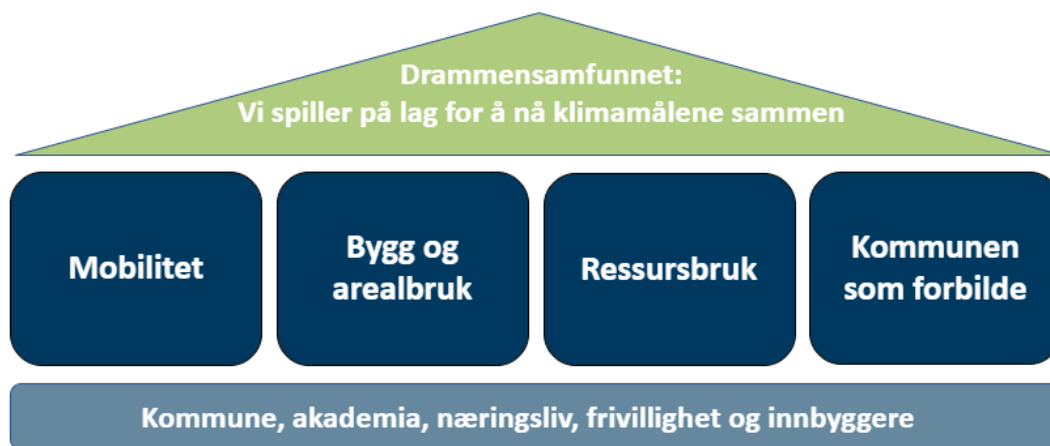 Drammensamfunnet:
Vi spiller på lag for å nå klimamålene sammen
Mobilitet
Bygg og
arealbruk
Ressursbruk
Kommunen
som forbilde
Kommune, akademia, næringsliv, frivillighet og innbyggere